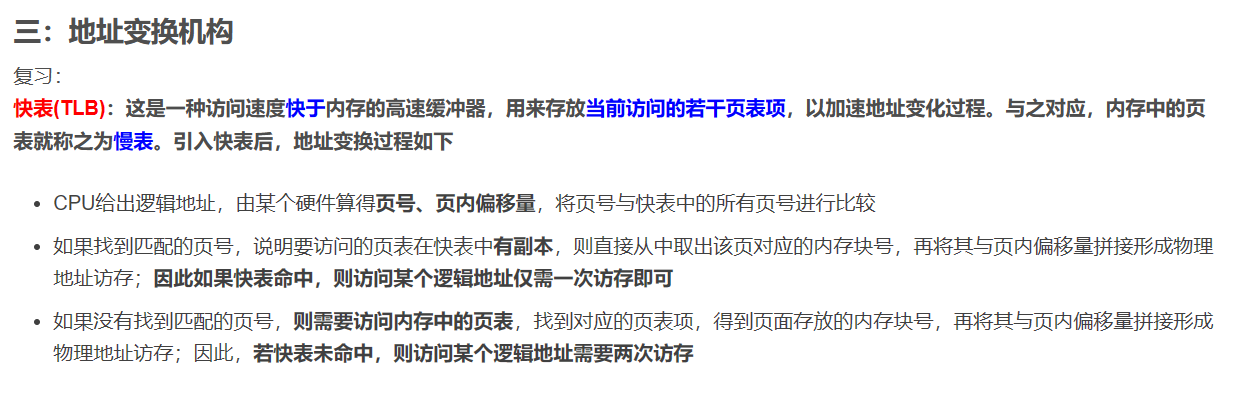 三：地址变换机构
复习：
快表(TLB)：这是一种访问速度快于内存的高速缓冲器，用来存放当前访问的若干页表项，以加速地址变化过程。与之对应，内存中的页
表就称之为慢表。引入快表后，地址变换过程如下
• CPU给出逻辑地址，由某个硬件算得页号、页内偏移量，将页号与快表中的所有页号进行比较
• 如果找到匹配的页号，说明要访问的页表在快表中有副本，则直接从中取出该页对应的内存块号，再将其与页内偏移量拼接形成物理
地址访存；因此如果快表命中，则访问某个逻辑地址仅需一次访存即可
• 如果没有找到匹配的页号，则需要访问内存中的页表，找到对应的页表项，得到页面存放的内存块号，再将其与页内偏移量拼接形成
物理地址访存；因此，若快表未命中，则访问某个逻辑地址需要两次访存